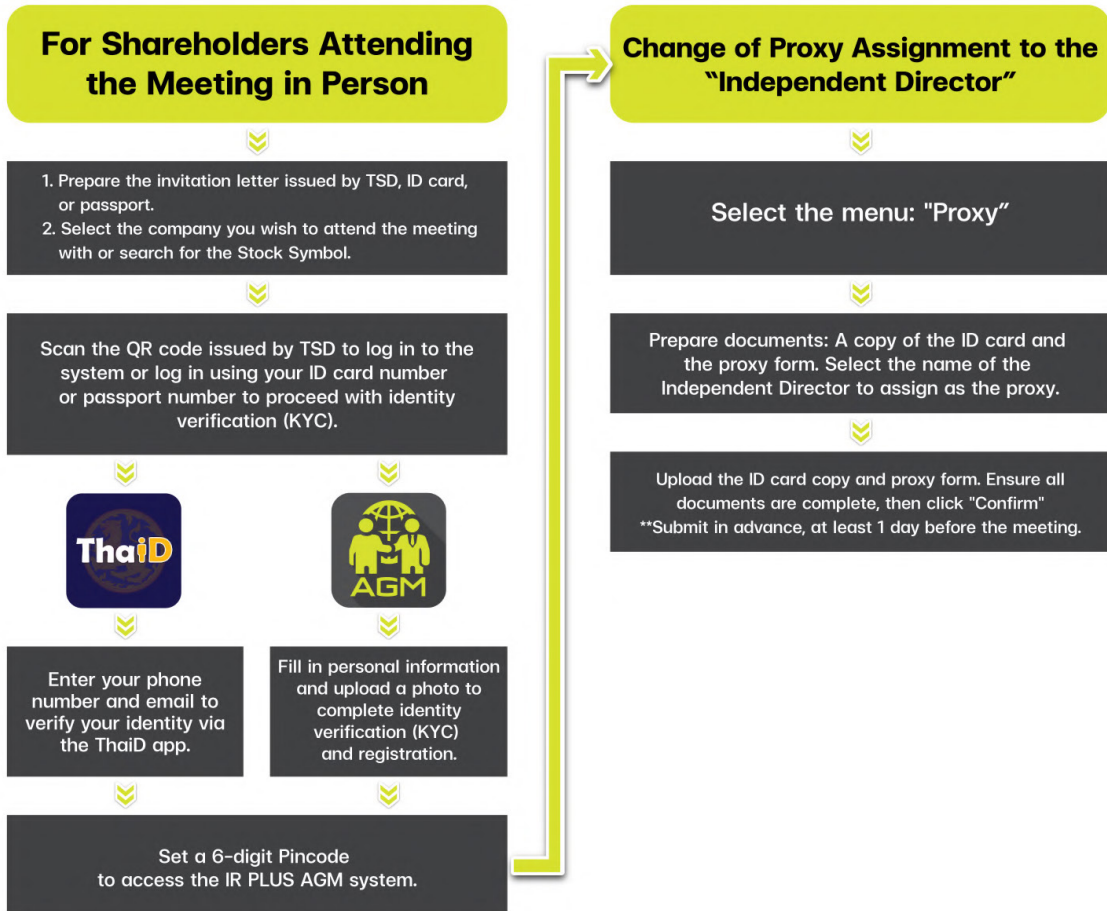 For Shareholders Attending
the Meeting in Person
1. Prepare the invitation letter issued by TSD, ID card,
or passport.
2. Select the company you wish to attend the meeting
with or search for the Stock Symbol.
Scan the QR code issued by TSD to log in to the
system or log in using your ID card number
or passport number to proceed with identity
verification (KYC).
ThaiD
Enter your phone
number and email to
verify your identity via
the ThaiD app.
AGM
Fill in personal information
and upload a photo to
complete identity
verification (KYC)
and registration.
Set a 6-digit Pincode
to access the IR PLUS AGM system.
Change of Proxy Assignment to the
“Independent Director”
Select the menu: "Proxy”
Prepare documents: A copy of the ID card and
the proxy form. Select the name of the
Independent Director to assign as the proxy.
Upload the ID card copy and proxy form. Ensure all
documents are complete, then click "Confirm"
**Submit in advance, at least 1 day before the meeting.